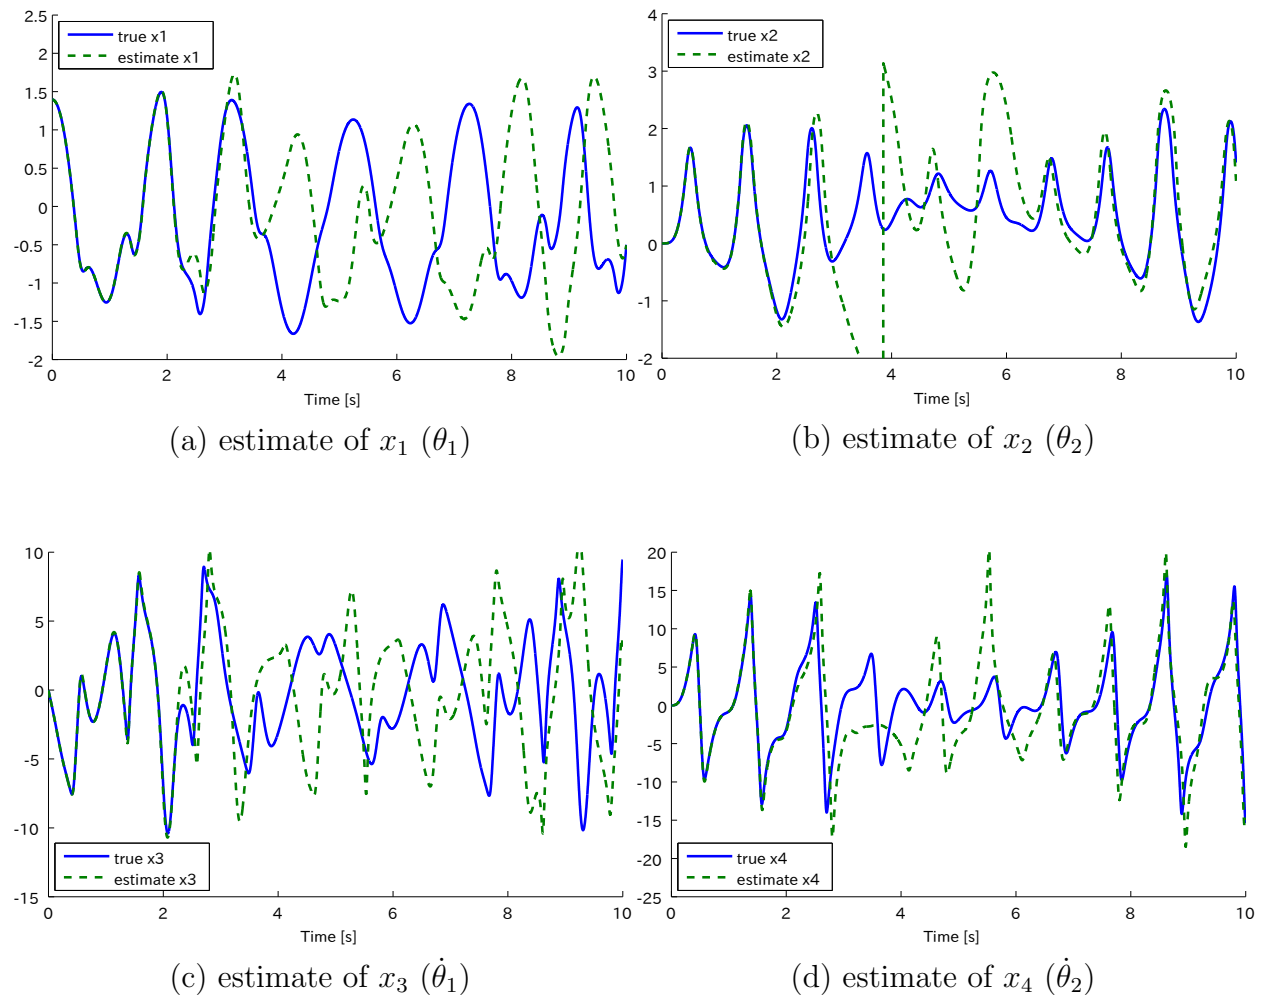 2.5
2
1.5
1
0.5
0
-0.5
-1
-1.5
-2
true x1
estimate x1
0 2 4 6 8 10
Time [s]
(a) estimate of x₁ (θ₁)
4
3
2
1
0
-1
-2
true x2
estimate x2
0 2 4 6 8 10
Time [s]
(b) estimate of x₂ (θ₂)
10
5
0
-5
-10
-15
true x3
estimate x3
0 2 4 6 8 10
Time [s]
(c) estimate of x₃ (θ̇₁)
20
15
10
5
0
-5
-10
-15
-20
-25
true x4
estimate x4
0 2 4 6 8 10
Time [s]
(d) estimate of x₄ (θ̇₂)